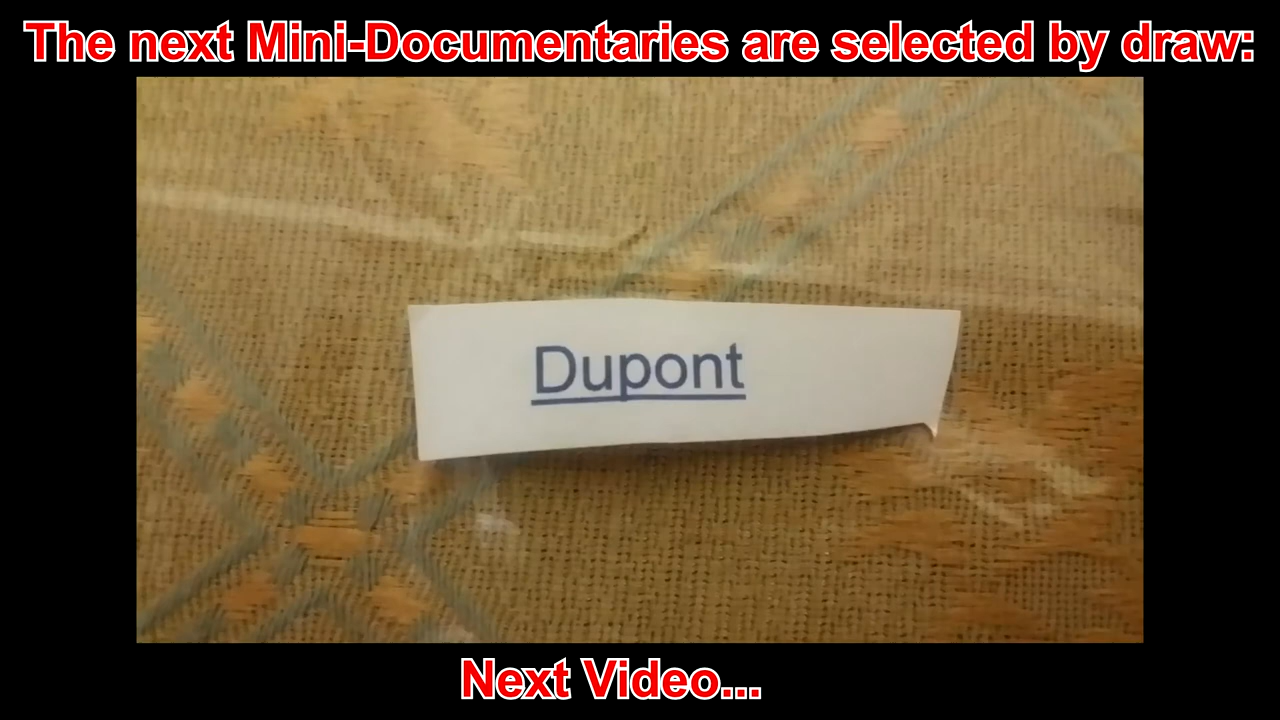 The next Mini-Documentaries are selected by draw:
Dupont
Next Video...